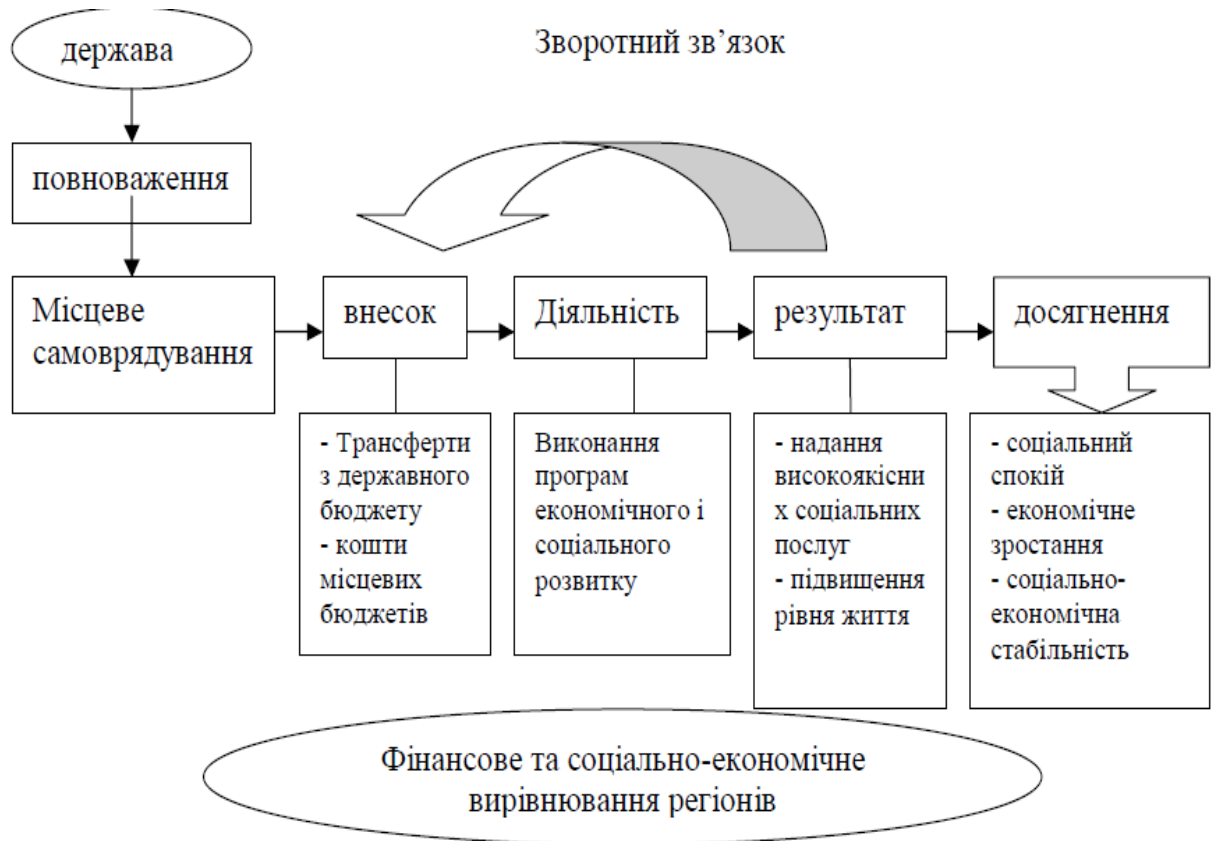 держава
Зворотний зв’язок
повноваження
Місцеве
самоврядування
внесок
Діяльність
результат
досягнення
- Трансферти
з державного
бюджету
- кошти
місцевих
бюджетів
Виконання
програм
економічного і
соціального
розвитку
- надання
високоякісни
х соціальних
послуг
- підвищення
рівня життя
- соціальний
спокій
- економічне
зростання
- соціально-
економічна
стабільність
Фінансове та соціально-економічне
вирівнювання регіонів